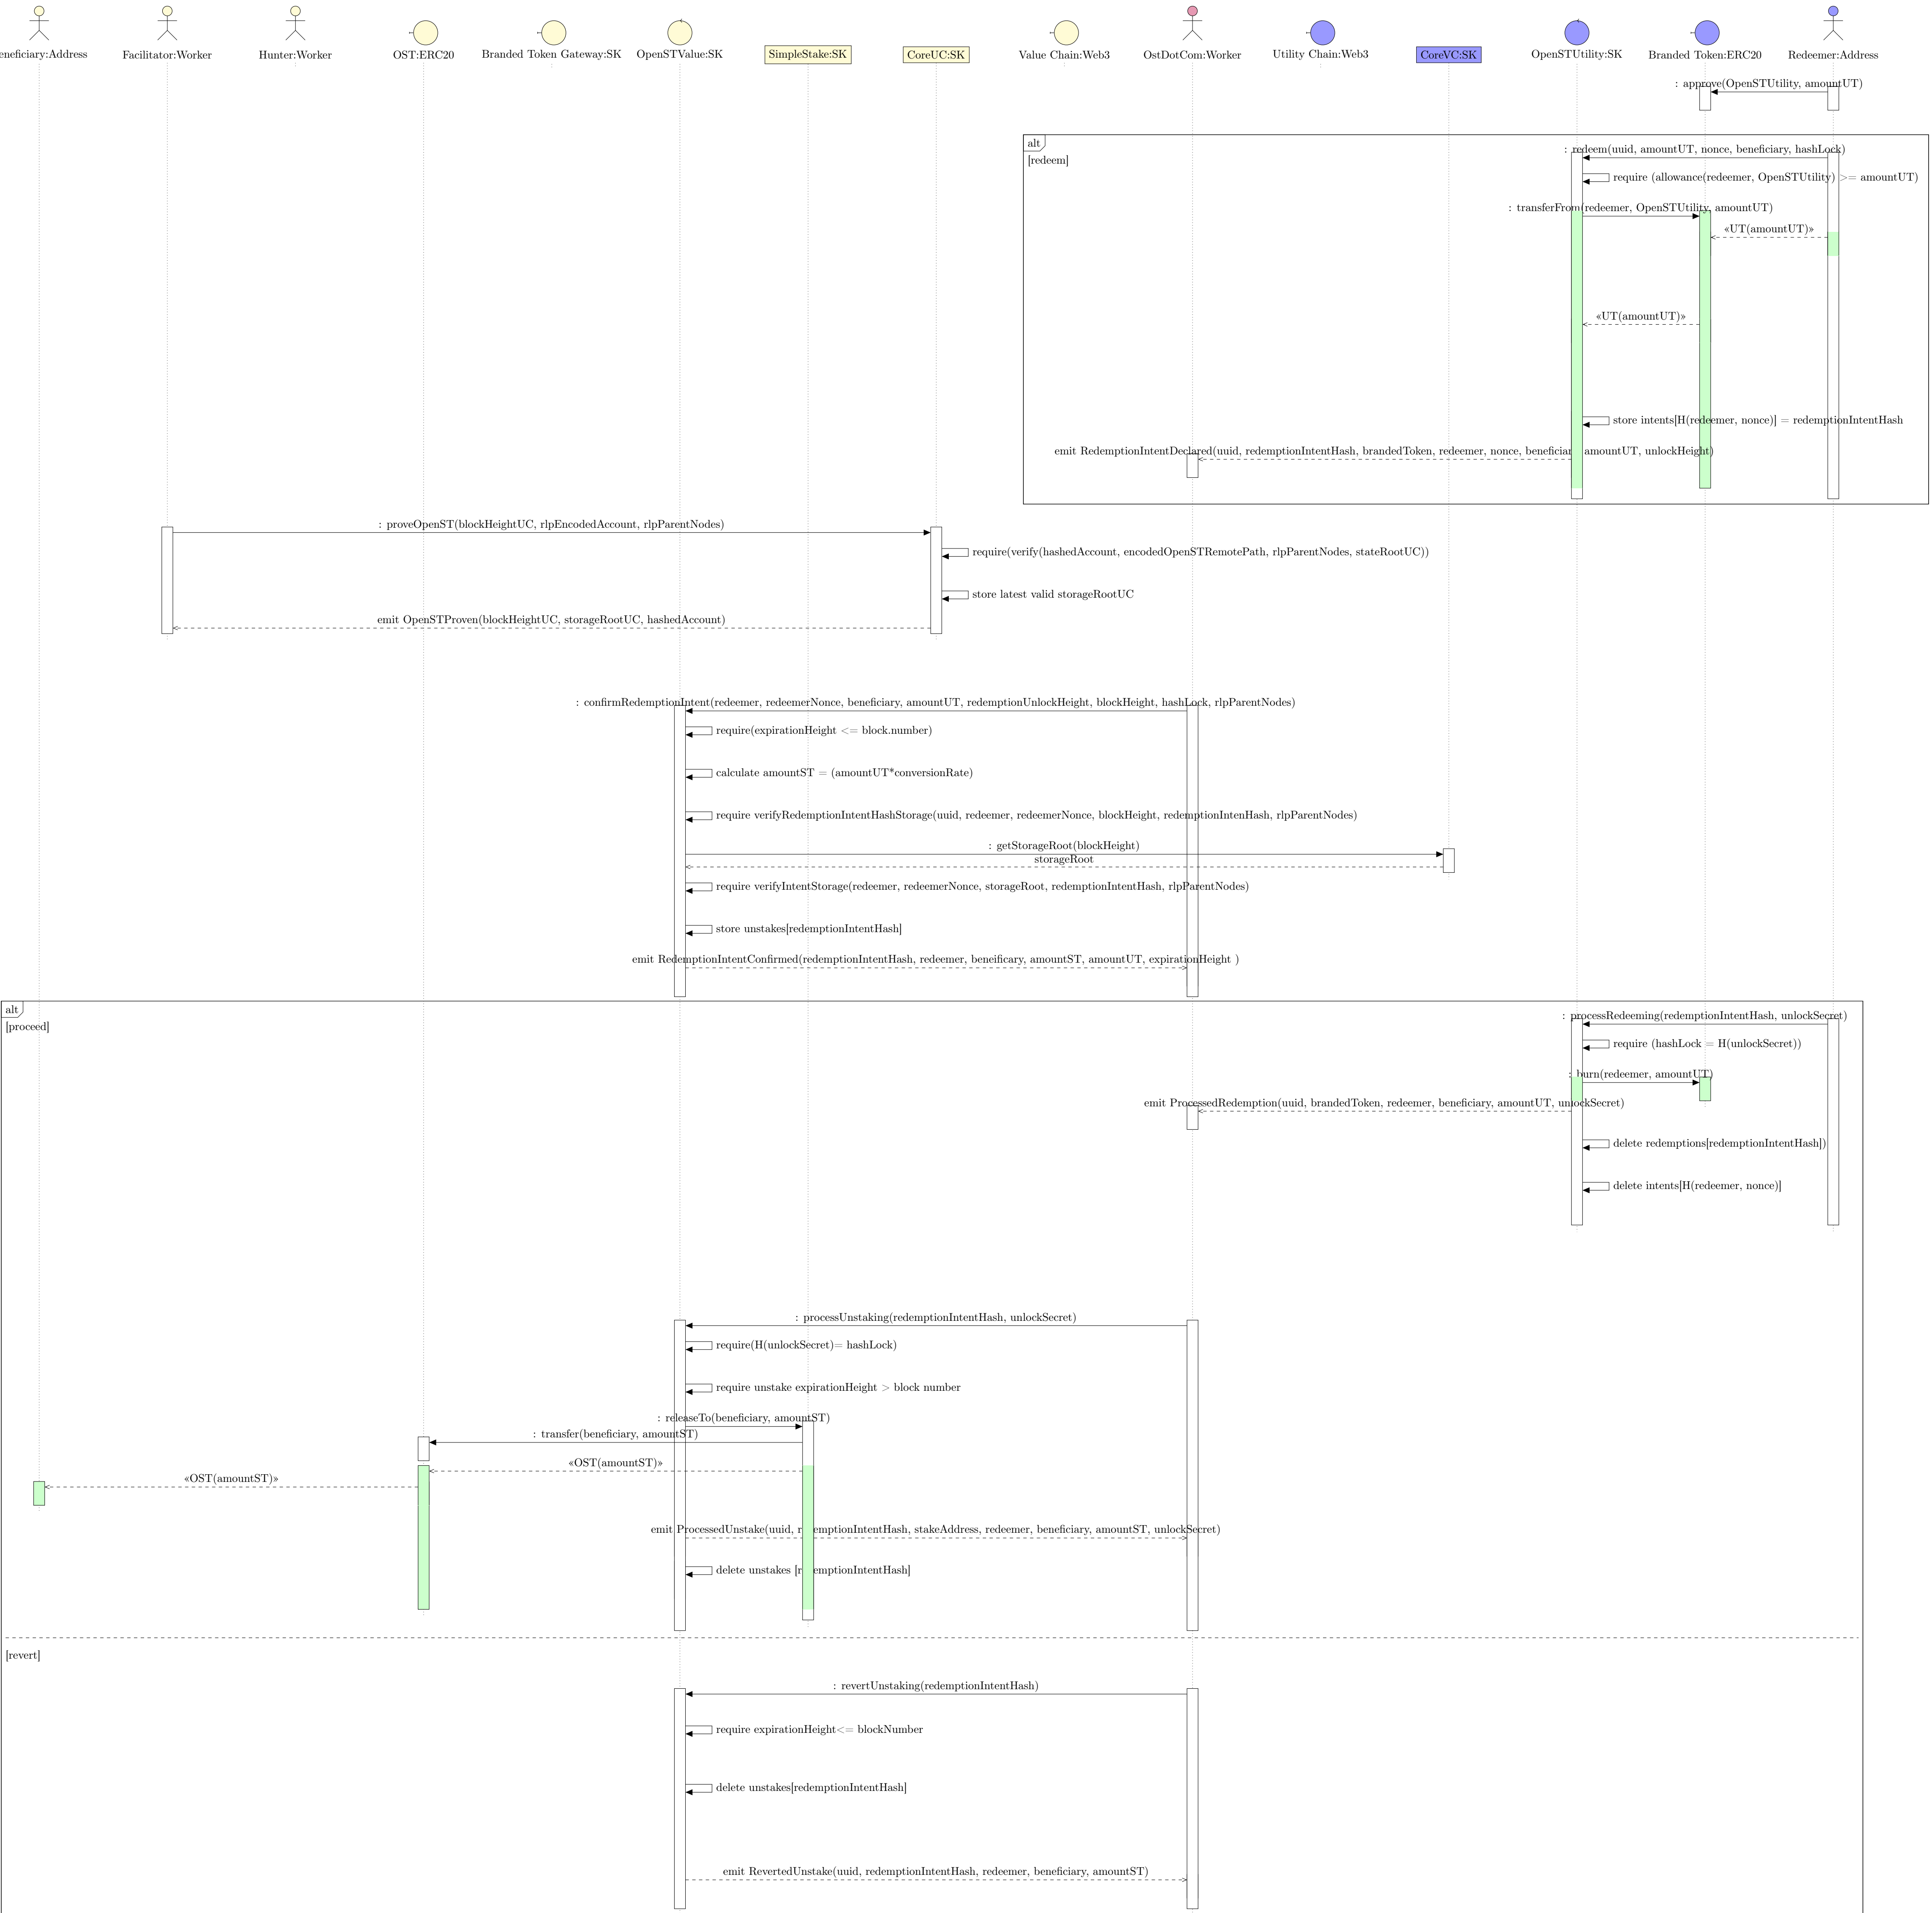 eneficiary:Address
Facilitator:Worker
Hunter:Worker
OST:ERC20
Branded Token Gateway:SK
OpenSTValue:SK
SimpleStake:SK
CoreUC:SK
Value Chain:Web3
OstDotCom:Worker
Utility Chain:Web3
CoreVC:SK
OpenSTUtility:SK
Branded Token:ERC20
Redeemer:Address
: approve(OpenSTUtility, amountUT)
alt
[redeem]
: redeem(uuid, amountUT, nonce, beneficiary, hashLock)
require (allowance(redeemer, OpenSTUtility) >= amountUT)
: transferFrom(redeemer, OpenSTUtility, amountUT)
«UT(amountUT)»
«UT(amountUT)»
store intents[H(redeemer, nonce)] = redemptionIntentHash
emit RedemptionIntentDeclared(uuid, redemptionIntentHash, brandedToken, redeemer, nonce, beneficiary, amountUT, unlockHeight)
: proveOpenST(blockHeightUC, rlpEncodedAccount, rlpParentNodes)
require(verify(hashedAccount, encodedOpenSTRemotePath, rlpParentNodes, stateRootUC))
store latest valid storageRootUC
emit OpenSTProven(blockHeightUC, storageRootUC, hashedAccount)
: confirmRedemptionIntent(redeemer, redeemerNonce, beneficiary, amountUT, redemptionUnlockHeight, blockHeight, hashLock, rlpParentNodes)
require(expirationHeight <= block.number)
calculate amountST = (amountUT*conversionRate)
require verifyRedemptionIntentHashStorage(uuid, redeemer, redeemerNonce, blockHeight, redemptionIntenHash, rlpParentNodes)
: getStorageRoot(blockHeight)
storageRoot
require verifyIntentStorage(redeemer, redeemerNonce, storageRoot, redemptionIntentHash, rlpParentNodes)
store unstakes[redemptionIntentHash]
emit RedemptionIntentConfirmed(redemptionIntentHash, redeemer, beneificary, amountST, amountUT, expirationHeight )
alt
[proceed]
: processRedeeming(redemptionIntentHash, unlockSecret)
require (hashLock = H(unlockSecret))
: burn(redeemer, amountUT)
emit ProcessedRedemption(uuid, brandedToken, redeemer, beneficiary, amountUT, unlockSecret)
delete redemptions[redemptionIntentHash])
delete intents[H(redeemer, nonce)]
: processUnstaking(redemptionIntentHash, unlockSecret)
require(H(unlockSecret)= hashLock)
require unstake expirationHeight > block number
: releaseTo(beneficiary, amountST)
: transfer(beneficiary, amountST)
«OST(amountST)»
«OST(amountST)»
emit ProcessedUnstake(uuid, redemptionIntentHash, stakeAddress, redeemer, beneficiary, amountST, unlockSecret)
delete unstakes [redemptionIntentHash]
[revert]
: revertUnstaking(redemptionIntentHash)
require expirationHeight<= blockNumber
delete unstakes[redemptionIntentHash]
emit RevertedUnstake(uuid, redemptionIntentHash, redeemer, beneficiary, amountST)